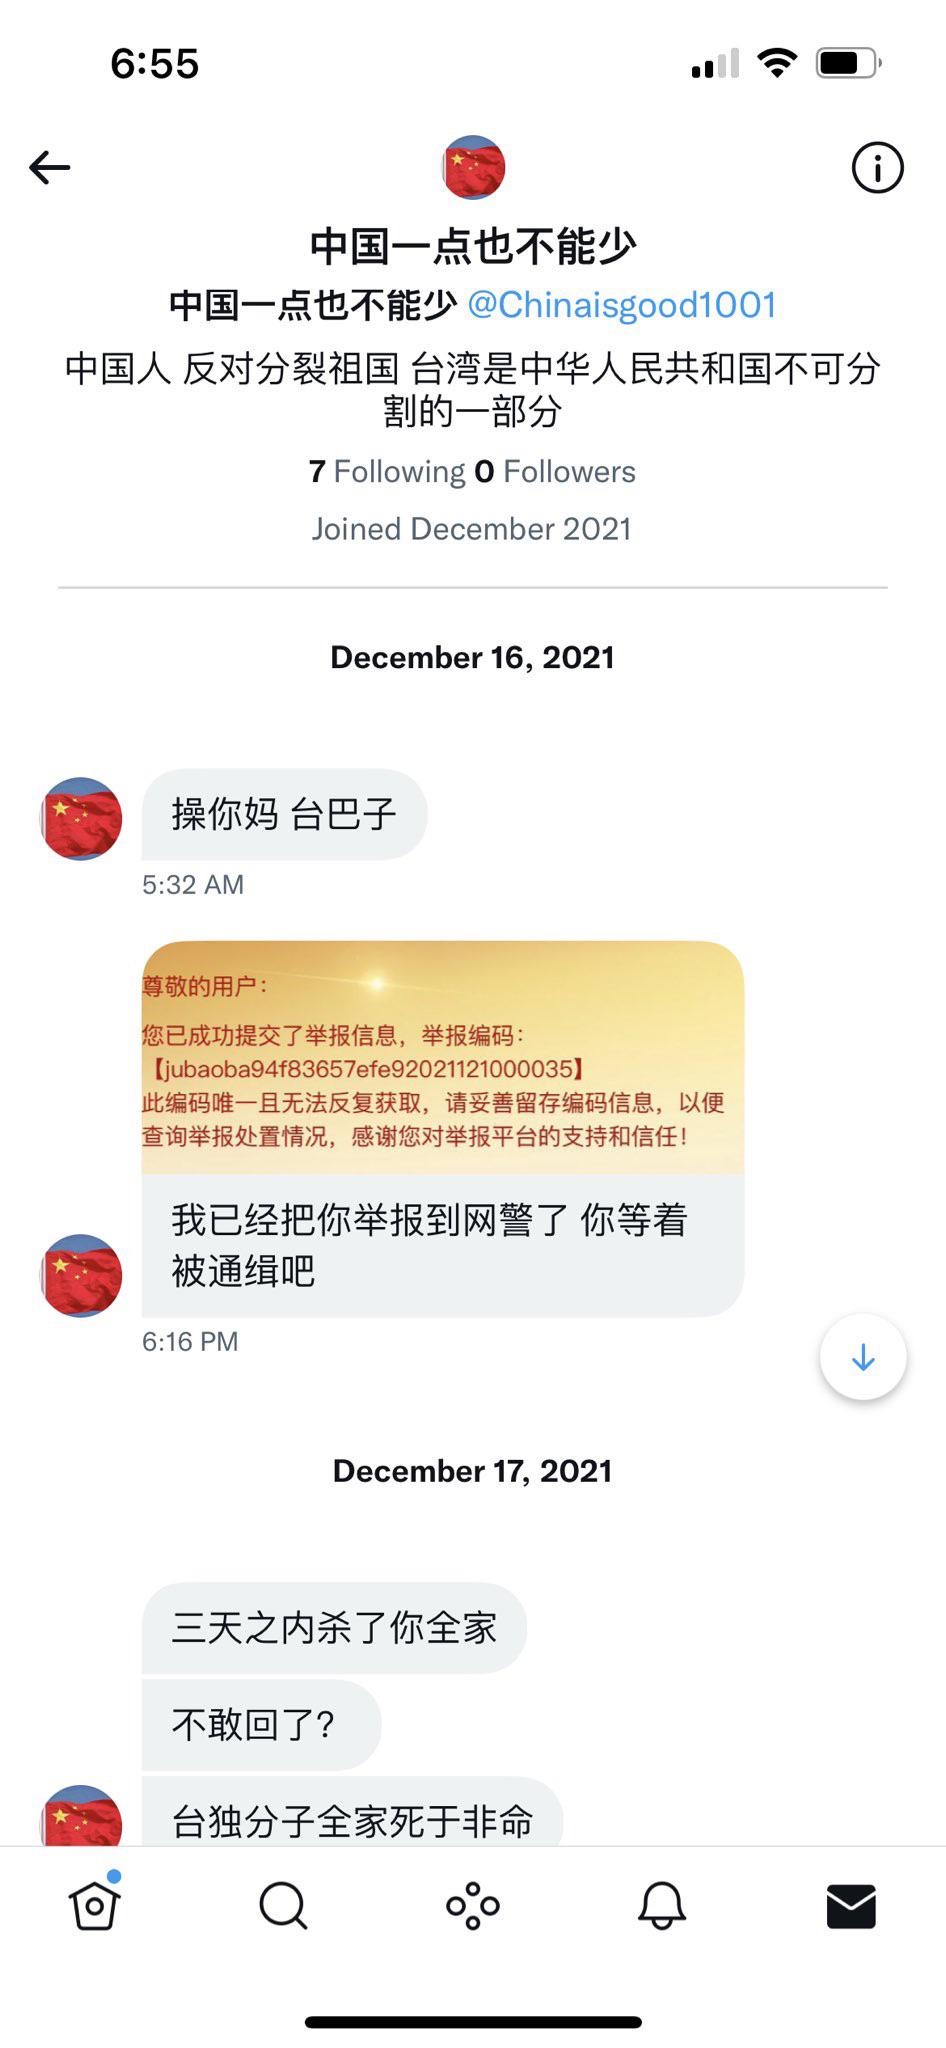 6:55
中国一点也不能少
中国一点也不能少 @Chinaisgood1001
中国人 反对分裂祖国 台湾是中华人民共和国不可分
割的一部分
7 Following 0 Followers
Joined December 2021
December 16, 2021
操你妈 台巴子
5:32 AM
尊敬的用户：
您已成功提交了举报信息，举报编码：
【jubaoba94f83657efe92021121000035】
此编码唯一且无法反复获取，请妥善留存编码信息，以便
查询举报处置情况，感谢您对举报平台的支持和信任！
我已经把你举报到网警了 你等着
被通缉吧
6:16 PM
December 17, 2021
三天之内杀了你全家
不敢回了？
台独分子全家死于非命